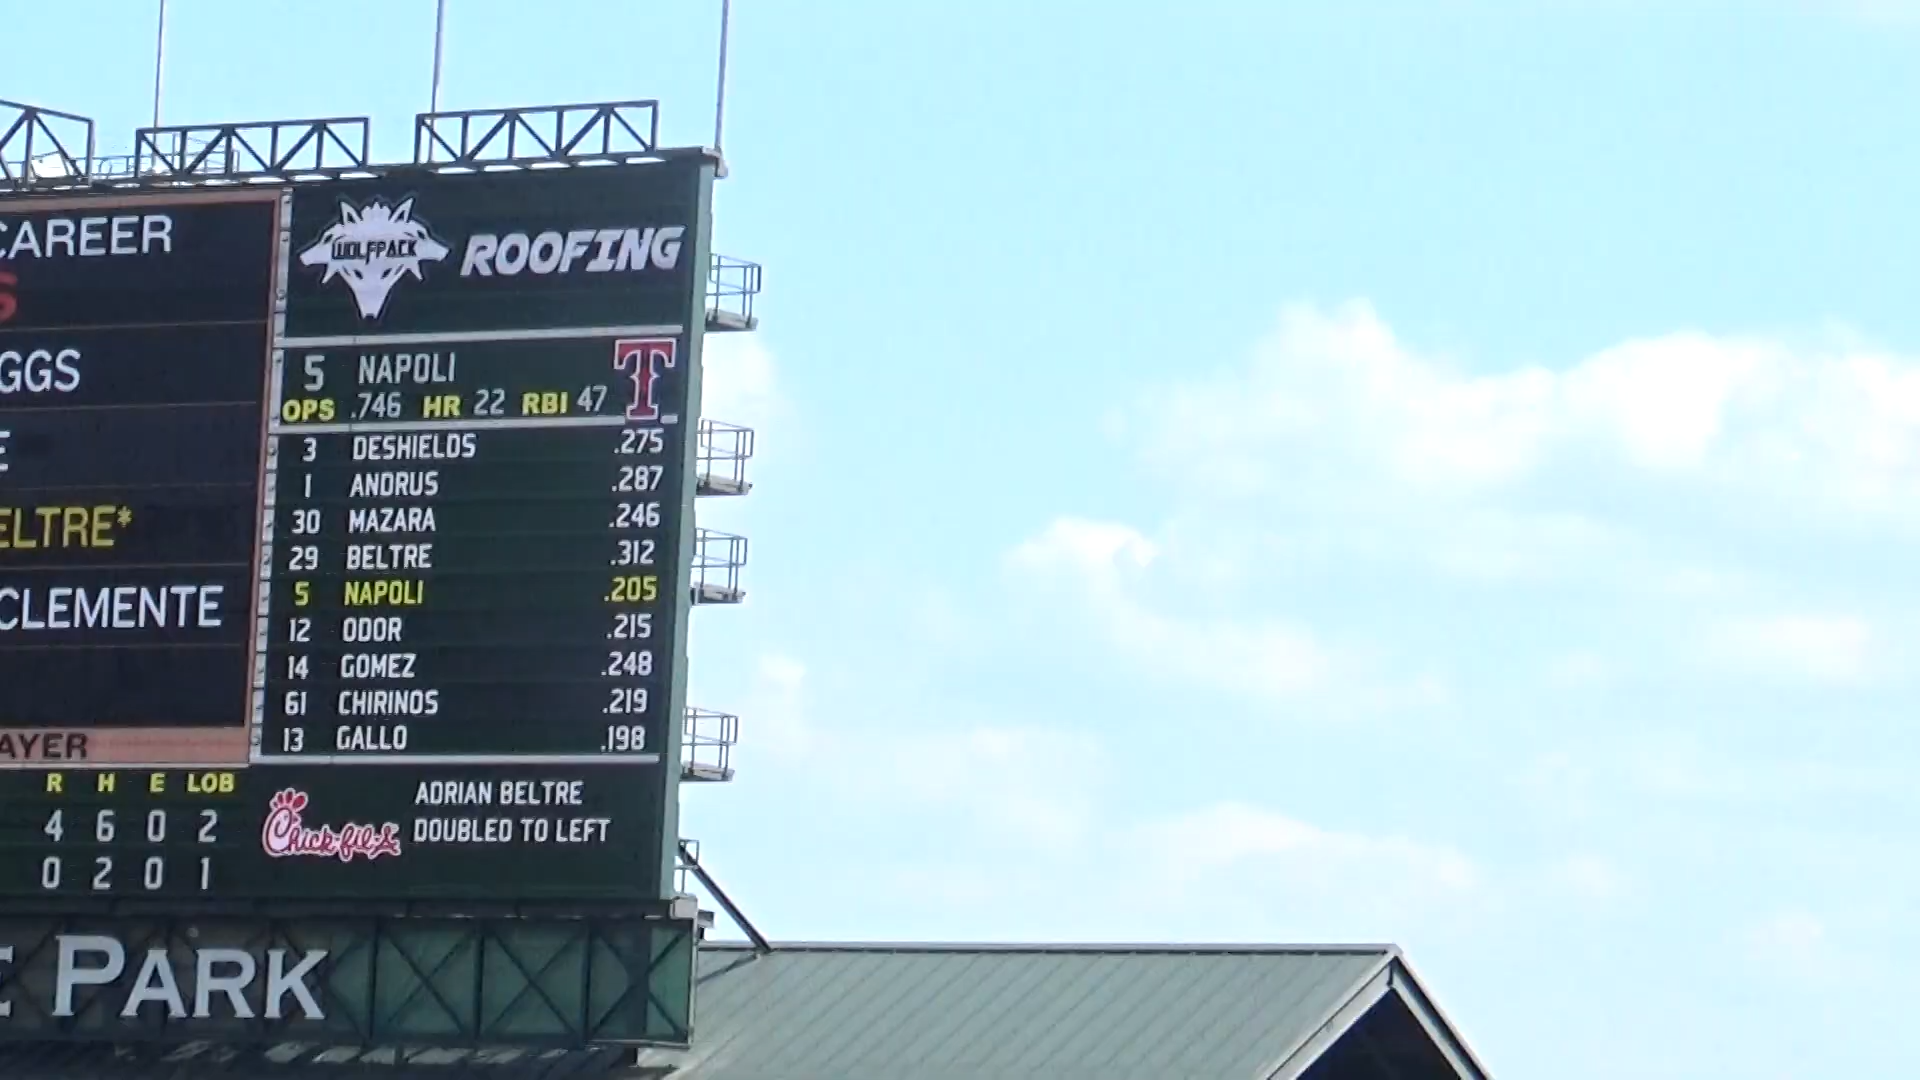 CAREER
S
GGS
E
ELTRE*
CLEMENTE
AYER
R H E LOB
4 6 0 2
0 2 0 1
WOLFPACK ROOFING
5 NAPOLI T
OPS .746 HR 22 RBI 47
3 DESHIELDS .275
1 ANDRUS .287
30 MAZARA .246
29 BELTRE .312
5 NAPOLI .205
12 ODOR .215
14 GOMEZ .248
61 CHIRINOS .219
13 GALLO .198
Chick-fil-A
ADRIAN BELTRE
DOUBLED TO LEFT
E PARK